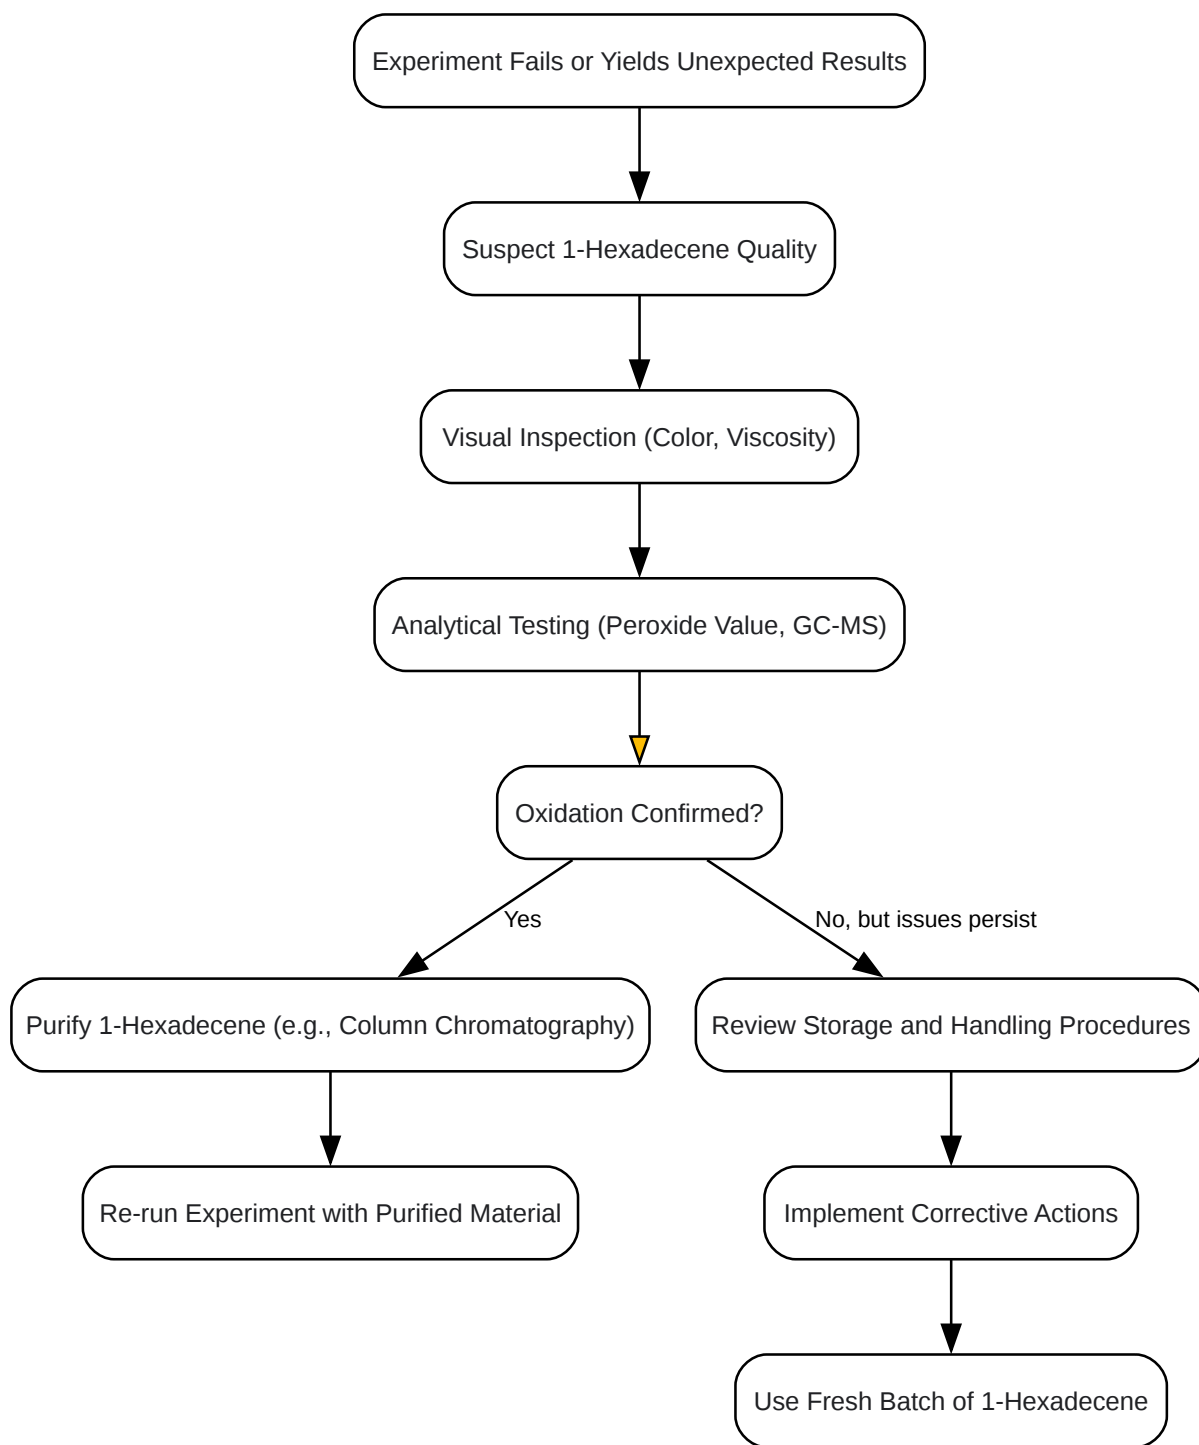 Experiment Fails or Yields Unexpected Results
Suspect 1-Hexadecene Quality
Visual Inspection (Color, Viscosity)
Analytical Testing (Peroxide Value, GC-MS)
Oxidation Confirmed?
Yes
No, but issues persist
Purify 1-Hexadecene (e.g., Column Chromatography)
Review Storage and Handling Procedures
Re-run Experiment with Purified Material
Implement Corrective Actions
Use Fresh Batch of 1-Hexadecene